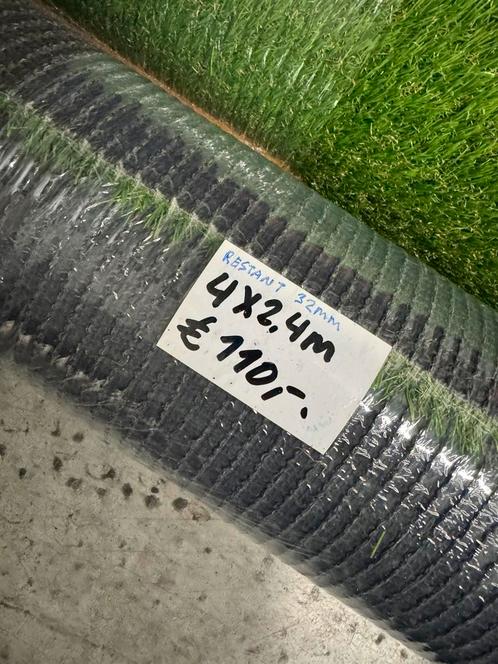 RESTANT 32MM
4X2,4M
€ 110,-.